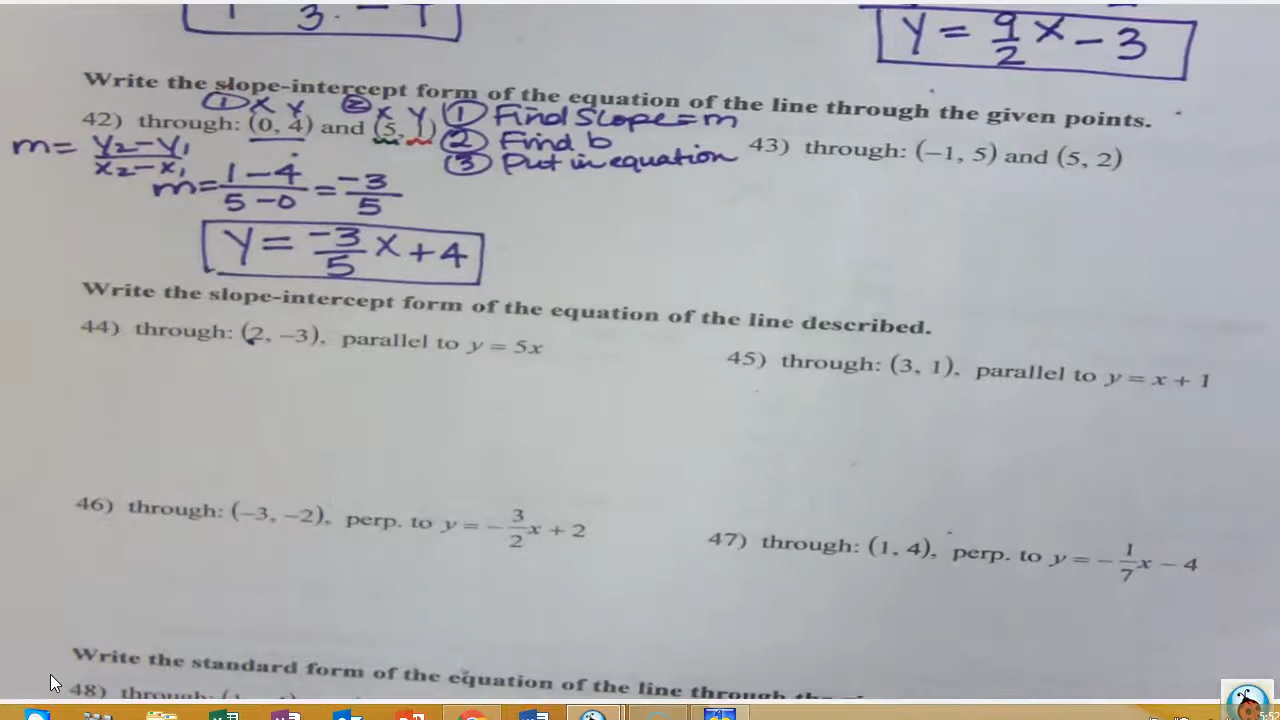 y = 9/2 x - 3
Write the slope-intercept form of the equation of the line through the given points.
① x y ② x y ① Find slope = m
42) through: (0, 4) and (5, 1) ② Find b
③ Put in equation
43) through: (−1, 5) and (5, 2)
m = y₂ - y₁ / x₂ - x₁
m = 1 - 4 / 5 - 0 = -3/5
y = -3/5 x + 4
Write the slope-intercept form of the equation of the line described.
44) through: (2, −3), parallel to y = 5x
45) through: (3, 1), parallel to y = x + 1
46) through: (−3, −2), perp. to y = −3/2 x + 2
47) through: (1, 4), perp. to y = −1/7 x − 4
Write the standard form of the equation of the line through the
48) through: